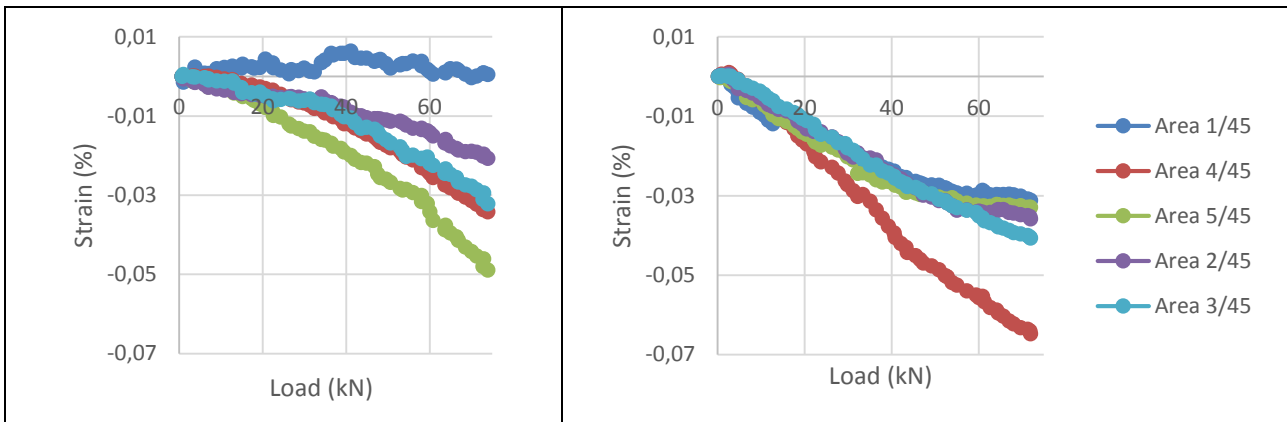 0,01
-0,01
-0,03
-0,05
-0,07
0 20 40 60
Strain (%)
Load (kN)
0,01
-0,01
-0,03
-0,05
-0,07
0 20 40 60
Strain (%)
Load (kN)
Area 1/45
Area 4/45
Area 5/45
Area 2/45
Area 3/45